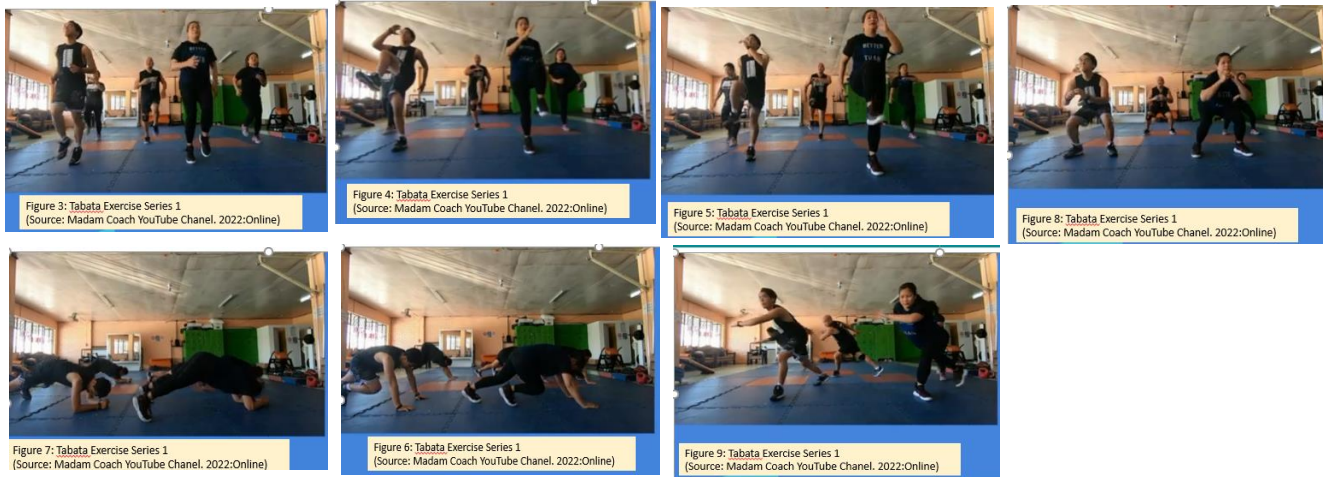 Figure 3: Tabata Exercise Series 1
(Source: Madam Coach YouTube Chanel. 2022:Online)
Figure 4: Tabata Exercise Series 1
(Source: Madam Coach YouTube Chanel. 2022:Online)
Figure 5: Tabata Exercise Series 1
(Source: Madam Coach YouTube Chanel. 2022:Online)
Figure 8: Tabata Exercise Series 1
(Source: Madam Coach YouTube Chanel. 2022:Online)
Figure 7: Tabata Exercise Series 1
(Source: Madam Coach YouTube Chanel. 2022:Online)
Figure 6: Tabata Exercise Series 1
(Source: Madam Coach YouTube Chanel. 2022:Online)
Figure 9: Tabata Exercise Series 1
(Source: Madam Coach YouTube Chanel. 2022:Online)